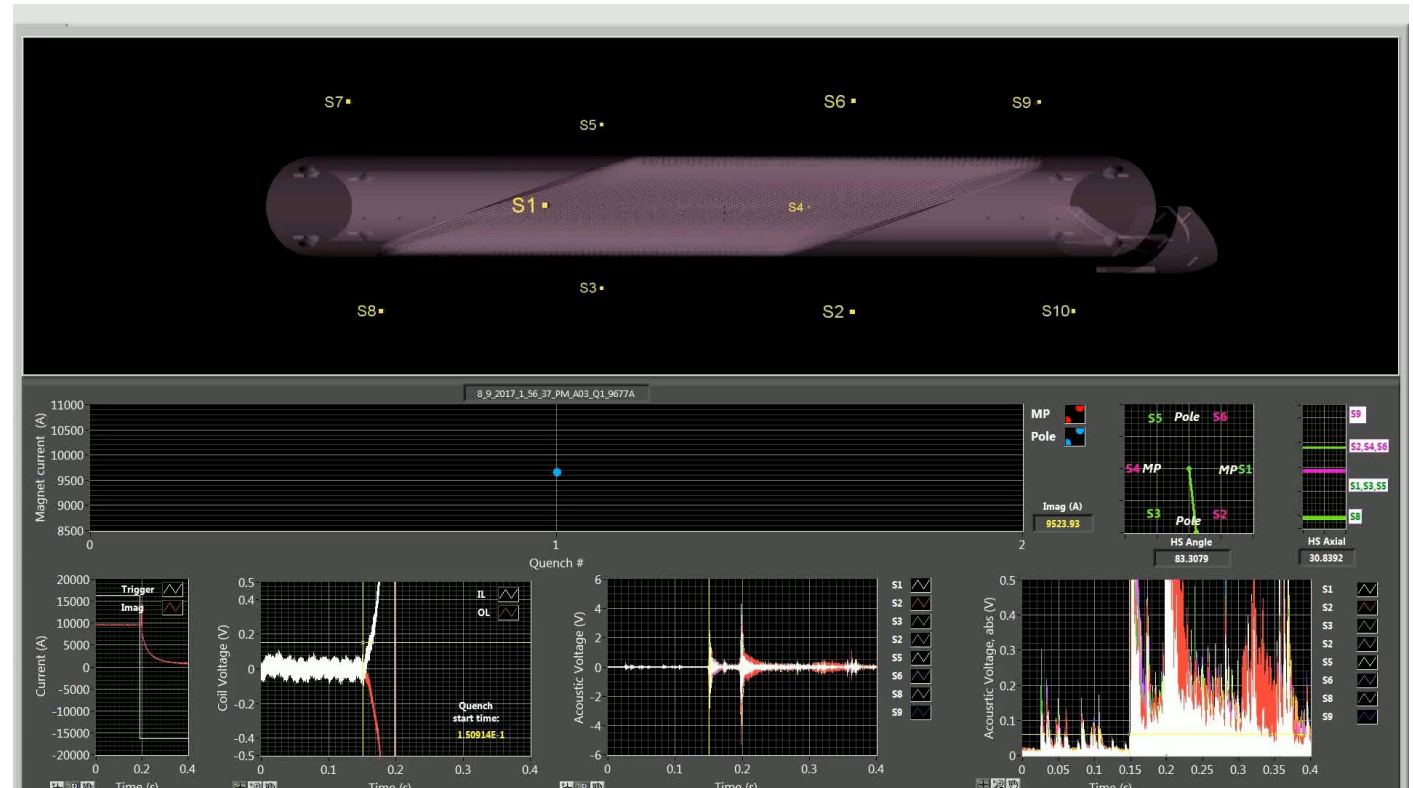 S7
S6
S9
S5
S1
S4
S3
S8
S2
S10
8_9_2017_1_56_37_PM_A03_Q1_9677A
Magnet current (A)
11000
10500
10000
9500
9000
8500
0
1
2
Quench #
MP
Pole
Imag (A)
9523.93
S5 Pole S6
S4 MP MP S1
S3 Pole S2
HS Angle
83.3079
S9
S2,S4,S6
S1,S3,S5
S8
HS Axial
30.8392
Current (A)
20000
15000
10000
5000
0
-5000
-10000
-15000
-20000
Trigger
Imag
0 0.2 0.4
Time (s)
Coil Voltage (V)
0.5
0.4
0.2
0
-0.2
-0.4
-0.5
IL
OL
Quench
start time:
1.50914E-1
0 0.1 0.2 0.3 0.4
Time (s)
Acoustic Voltage (V)
6
4
2
0
-2
-4
-6
0 0.1 0.2 0.3 0.4
Time (s)
S1
S2
S3
S2
S5
S6
S8
S9
Acousrtic Voltage, abs (V)
0.5
0.4
0.3
0.2
0.1
0
0 0.05 0.1 0.15 0.2 0.25 0.3 0.35 0.4
Time (s)
S1
S2
S3
S2
S5
S6
S8
S9